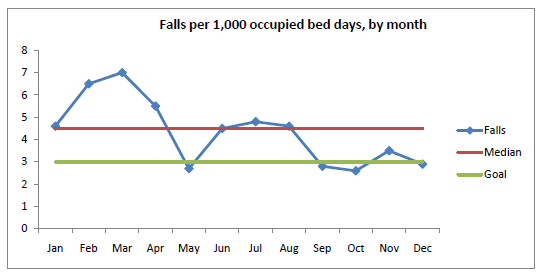 Falls per 1,000 occupied bed days, by month
8
7
6
5
4
3
2
1
0
Jan Feb Mar Apr May Jun Jul Aug Sep Oct Nov Dec
Falls
Median
Goal